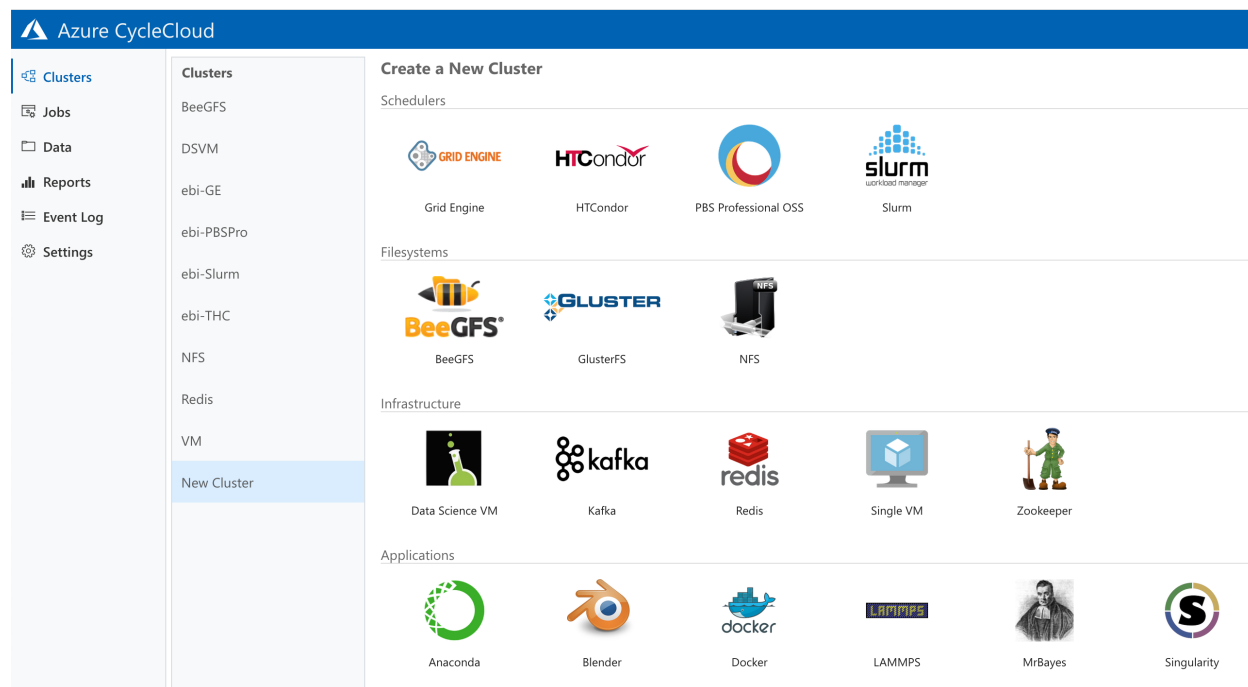 Azure CycleCloud
Clusters
Jobs
Data
Reports
Event Log
Settings
Clusters
BeeGFS
DSVM
ebi-GE
ebi-PBSPro
ebi-Slurm
ebi-THC
NFS
Redis
VM
New Cluster
Create a New Cluster
Schedulers
GRID ENGINE
HTCondor
slurm
workload manager
Grid Engine
HTCondor
PBS Professional OSS
Slurm
Filesystems
BeeGFS®
GLUSTER
NFS
BeeGFS
GlusterFS
NFS
Infrastructure
kafka
redis
Data Science VM
Kafka
Redis
Single VM
Zookeeper
Applications
docker
LAMMPS
S
Anaconda
Blender
Docker
LAMMPS
MrBayes
Singularity